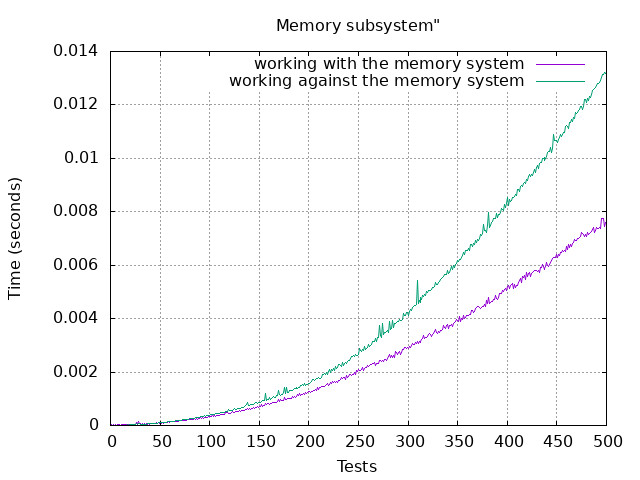 Memory subsystem"
working with the memory system
working against the memory system
0.014
0.012
0.01
0.008
0.006
0.004
0.002
0
Time (seconds)
0 50 100 150 200 250 300 350 400 450 500
Tests